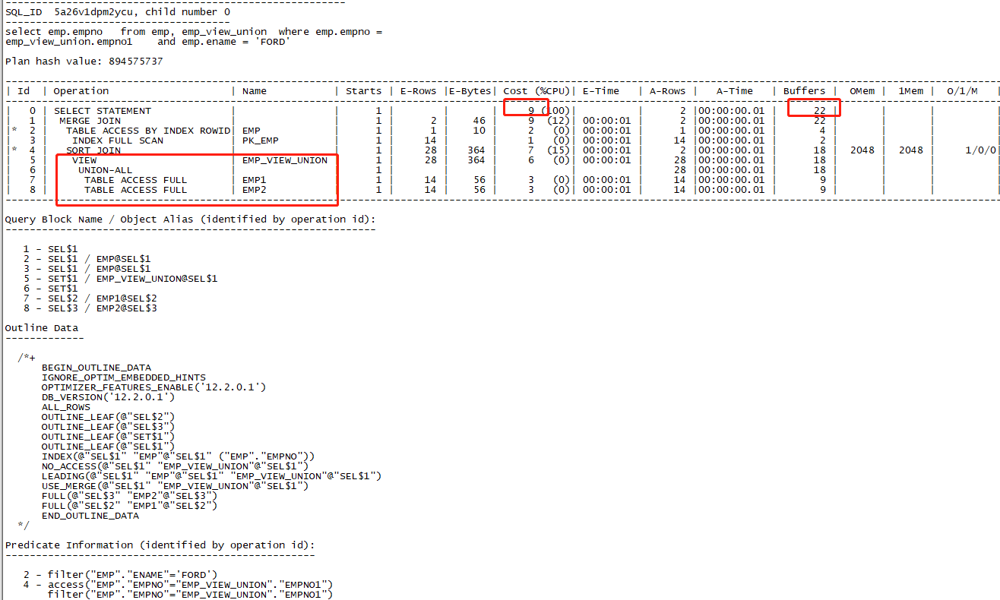 --------------------------------------------------------
SQL_ID  5a26v1dpm2ycu, child number 0
-------------------------------------
select emp.empno   from emp, emp_view_union  where emp.empno =
emp_view_union.empno1    and emp.ename = 'FORD'
Plan hash value: 894575737
| Id  | Operation                    | Name           | Starts | E-Rows |E-Bytes| Cost (%CPU)| E-Time   | A-Rows |   A-Time   | Buffers |  OMem |  1Mem |  O/1/M   |
|   0 | SELECT STATEMENT             |                |      1 |        |       |     9 (100)|          |      2 |00:00:00.01 |      22 |       |       |          |
|   1 |  MERGE JOIN                  |                |      1 |      2 |    46 |     9  (12)| 00:00:01 |      2 |00:00:00.01 |      22 |       |       |          |
|*  2 |   TABLE ACCESS BY INDEX ROWID| EMP            |      1 |      1 |    10 |     2   (0)| 00:00:01 |      1 |00:00:00.01 |       4 |       |       |          |
|   3 |    INDEX FULL SCAN           | PK_EMP         |      1 |     14 |       |     1   (0)| 00:00:01 |     14 |00:00:00.01 |       2 |       |       |          |
|*  4 |   SORT JOIN                  |                |      1 |     28 |   364 |     7  (15)| 00:00:01 |      2 |00:00:00.01 |      18 |  2048 |  2048 |     1/0/0|
|   5 |    VIEW                      | EMP_VIEW_UNION |      1 |     28 |   364 |     6   (0)| 00:00:01 |     28 |00:00:00.01 |      18 |       |       |          |
|   6 |     UNION-ALL                |                |      1 |        |       |            |          |     28 |00:00:00.01 |      18 |       |       |          |
|   7 |      TABLE ACCESS FULL       | EMP1           |      1 |     14 |    56 |     3   (0)| 00:00:01 |     14 |00:00:00.01 |       9 |       |       |          |
|   8 |      TABLE ACCESS FULL       | EMP2           |      1 |     14 |    56 |     3   (0)| 00:00:01 |     14 |00:00:00.01 |       9 |       |       |          |
Query Block Name / Object Alias (identified by operation id):
-------------------------------------------------------------
   1 - SEL$1
   2 - SEL$1 / EMP@SEL$1
   3 - SEL$1 / EMP@SEL$1
   5 - SET$1 / EMP_VIEW_UNION@SEL$1
   6 - SET$1
   7 - SEL$2 / EMP1@SEL$2
   8 - SEL$3 / EMP2@SEL$3
Outline Data
-------------
  /*+
      BEGIN_OUTLINE_DATA
      IGNORE_OPTIM_EMBEDDED_HINTS
      OPTIMIZER_FEATURES_ENABLE('12.2.0.1')
      DB_VERSION('12.2.0.1')
      ALL_ROWS
      OUTLINE_LEAF(@"SEL$2")
      OUTLINE_LEAF(@"SEL$3")
      OUTLINE_LEAF(@"SET$1")
      OUTLINE_LEAF(@"SEL$1")
      INDEX(@"SEL$1" "EMP"@"SEL$1" ("EMP"."EMPNO"))
      NO_ACCESS(@"SEL$1" "EMP_VIEW_UNION"@"SEL$1")
      LEADING(@"SEL$1" "EMP"@"SEL$1" "EMP_VIEW_UNION"@"SEL$1")
      USE_MERGE(@"SEL$1" "EMP_VIEW_UNION"@"SEL$1")
      FULL(@"SEL$3" "EMP2"@"SEL$3")
      FULL(@"SEL$2" "EMP1"@"SEL$2")
      END_OUTLINE_DATA
  */
Predicate Information (identified by operation id):
---------------------------------------------------
   2 - filter("EMP"."ENAME"='FORD')
   4 - access("EMP"."EMPNO"="EMP_VIEW_UNION"."EMPNO1")
       filter("EMP"."EMPNO"="EMP_VIEW_UNION"."EMPNO1")